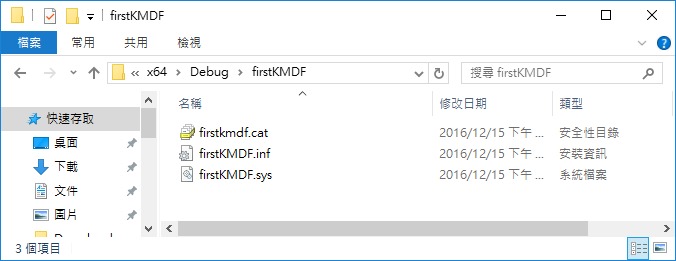 firstKMDF
檔案 常用 共用 檢視
« x64 > Debug > firstKMDF 搜尋 firstKMDF
名稱 修改日期 類型
快速存取
桌面
下載
文件
圖片
firstkmdf.cat 2016/12/15 下午 ... 安全性目錄
firstKMDF.inf 2016/12/15 下午 ... 安裝資訊
firstKMDF.sys 2016/12/15 下午 ... 系統檔案
3 個項目